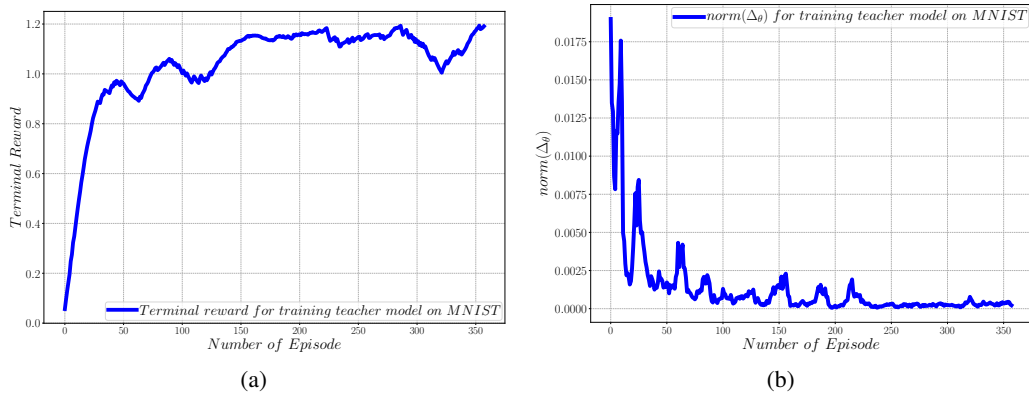 1.2
1.0
0.8
0.6
0.4
0.2
0.0
Terminal Reward
Terminal reward for training teacher model on MNIST
0 50 100 150 200 250 300 350
Number of Episode
(a)
0.0175
0.0150
0.0125
0.0100
0.0075
0.0050
0.0025
0.0000
norm(Δθ)
norm(Δθ) for training teacher model on MNIST
0 50 100 150 200 250 300 350
Number of Episode
(b)